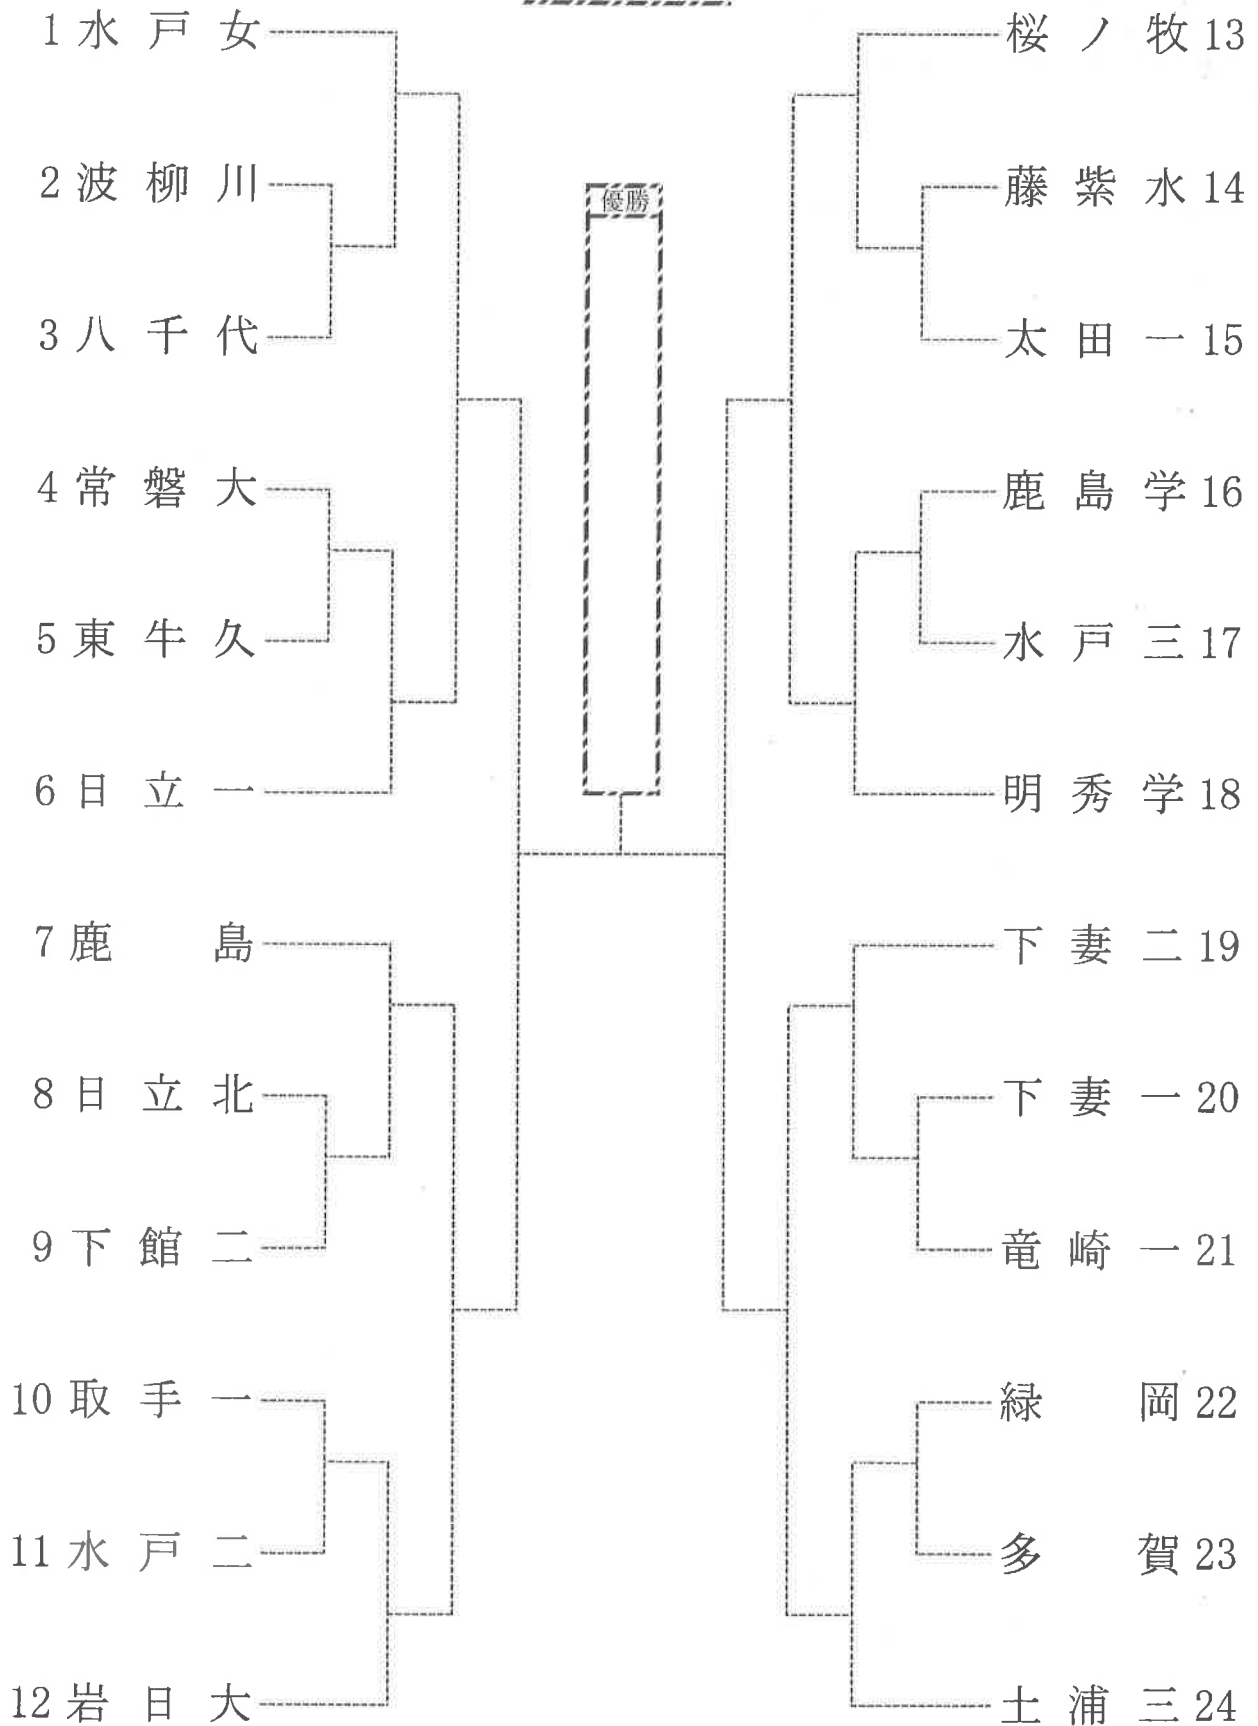 1 水戸女
2 波柳川
3 八千代
4 常磐大
5 東牛久
6 日立一
7 鹿島
8 日立北
9 下館二
10 取手一
11 水戸二
12 岩日大
優勝
桜ノ牧 13
藤紫水 14
太田一 15
鹿島学 16
水戸三 17
明秀学 18
下妻二 19
下妻一 20
竜崎一 21
緑岡 22
多賀 23
土浦三 24